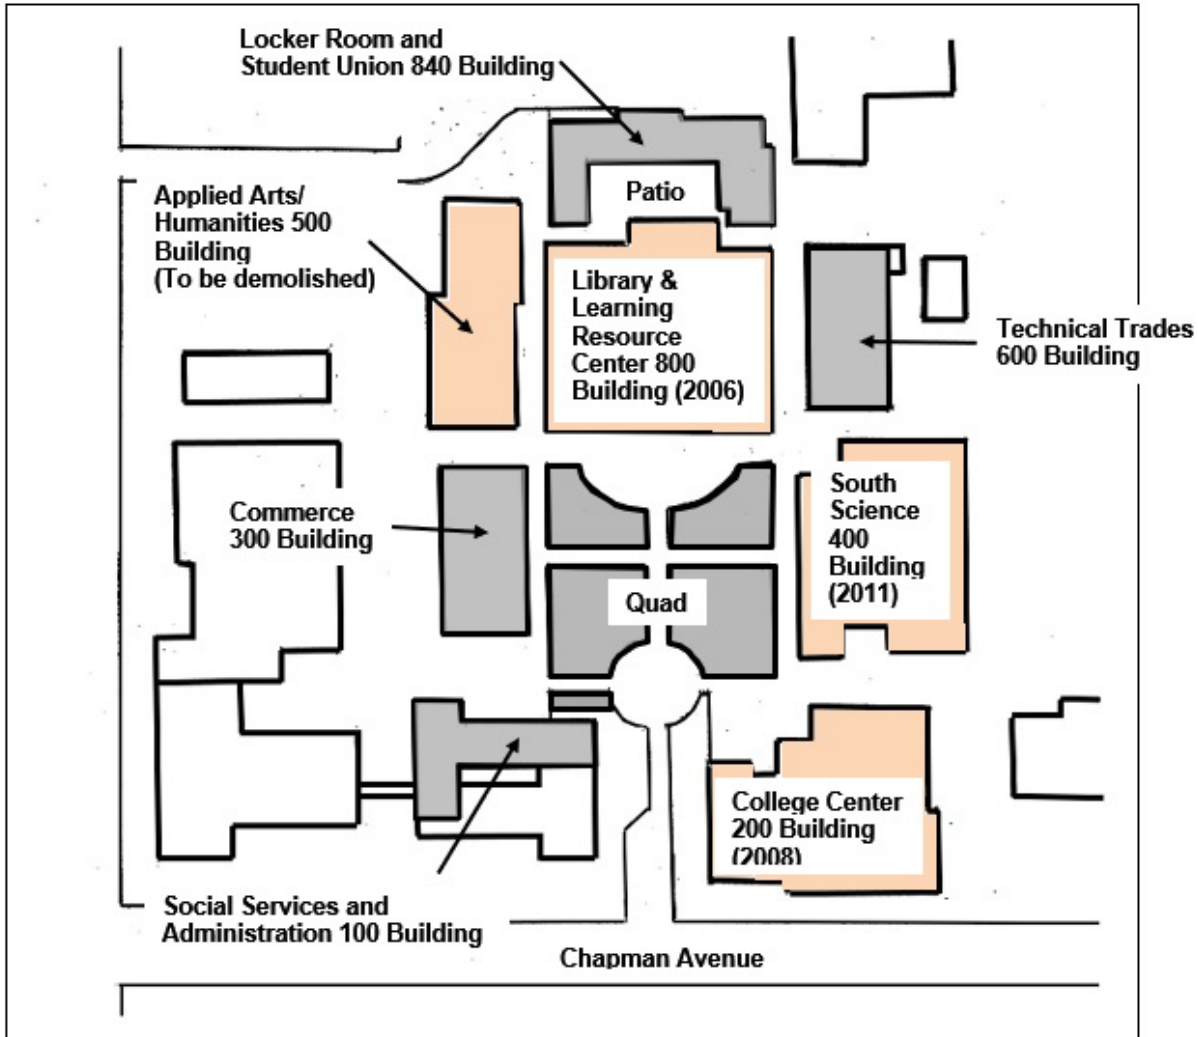 Locker Room and
Student Union 840 Building
Applied Arts/
Humanities 500
Building
(To be demolished)
Patio
Library &
Learning
Resource
Center 800
Building (2006)
Technical Trades
600 Building
Commerce
300 Building
South
Science
400
Building
(2011)
Quad
College Center
200 Building
(2008)
Social Services and
Administration 100 Building
Chapman Avenue